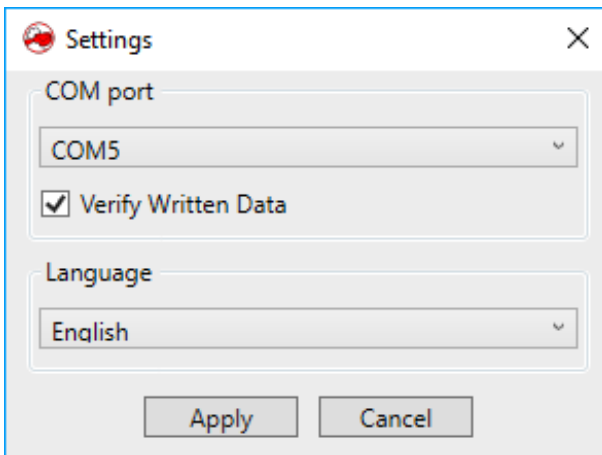 Settings
COM port
COM5
Verify Written Data
Language
English
Apply Cancel